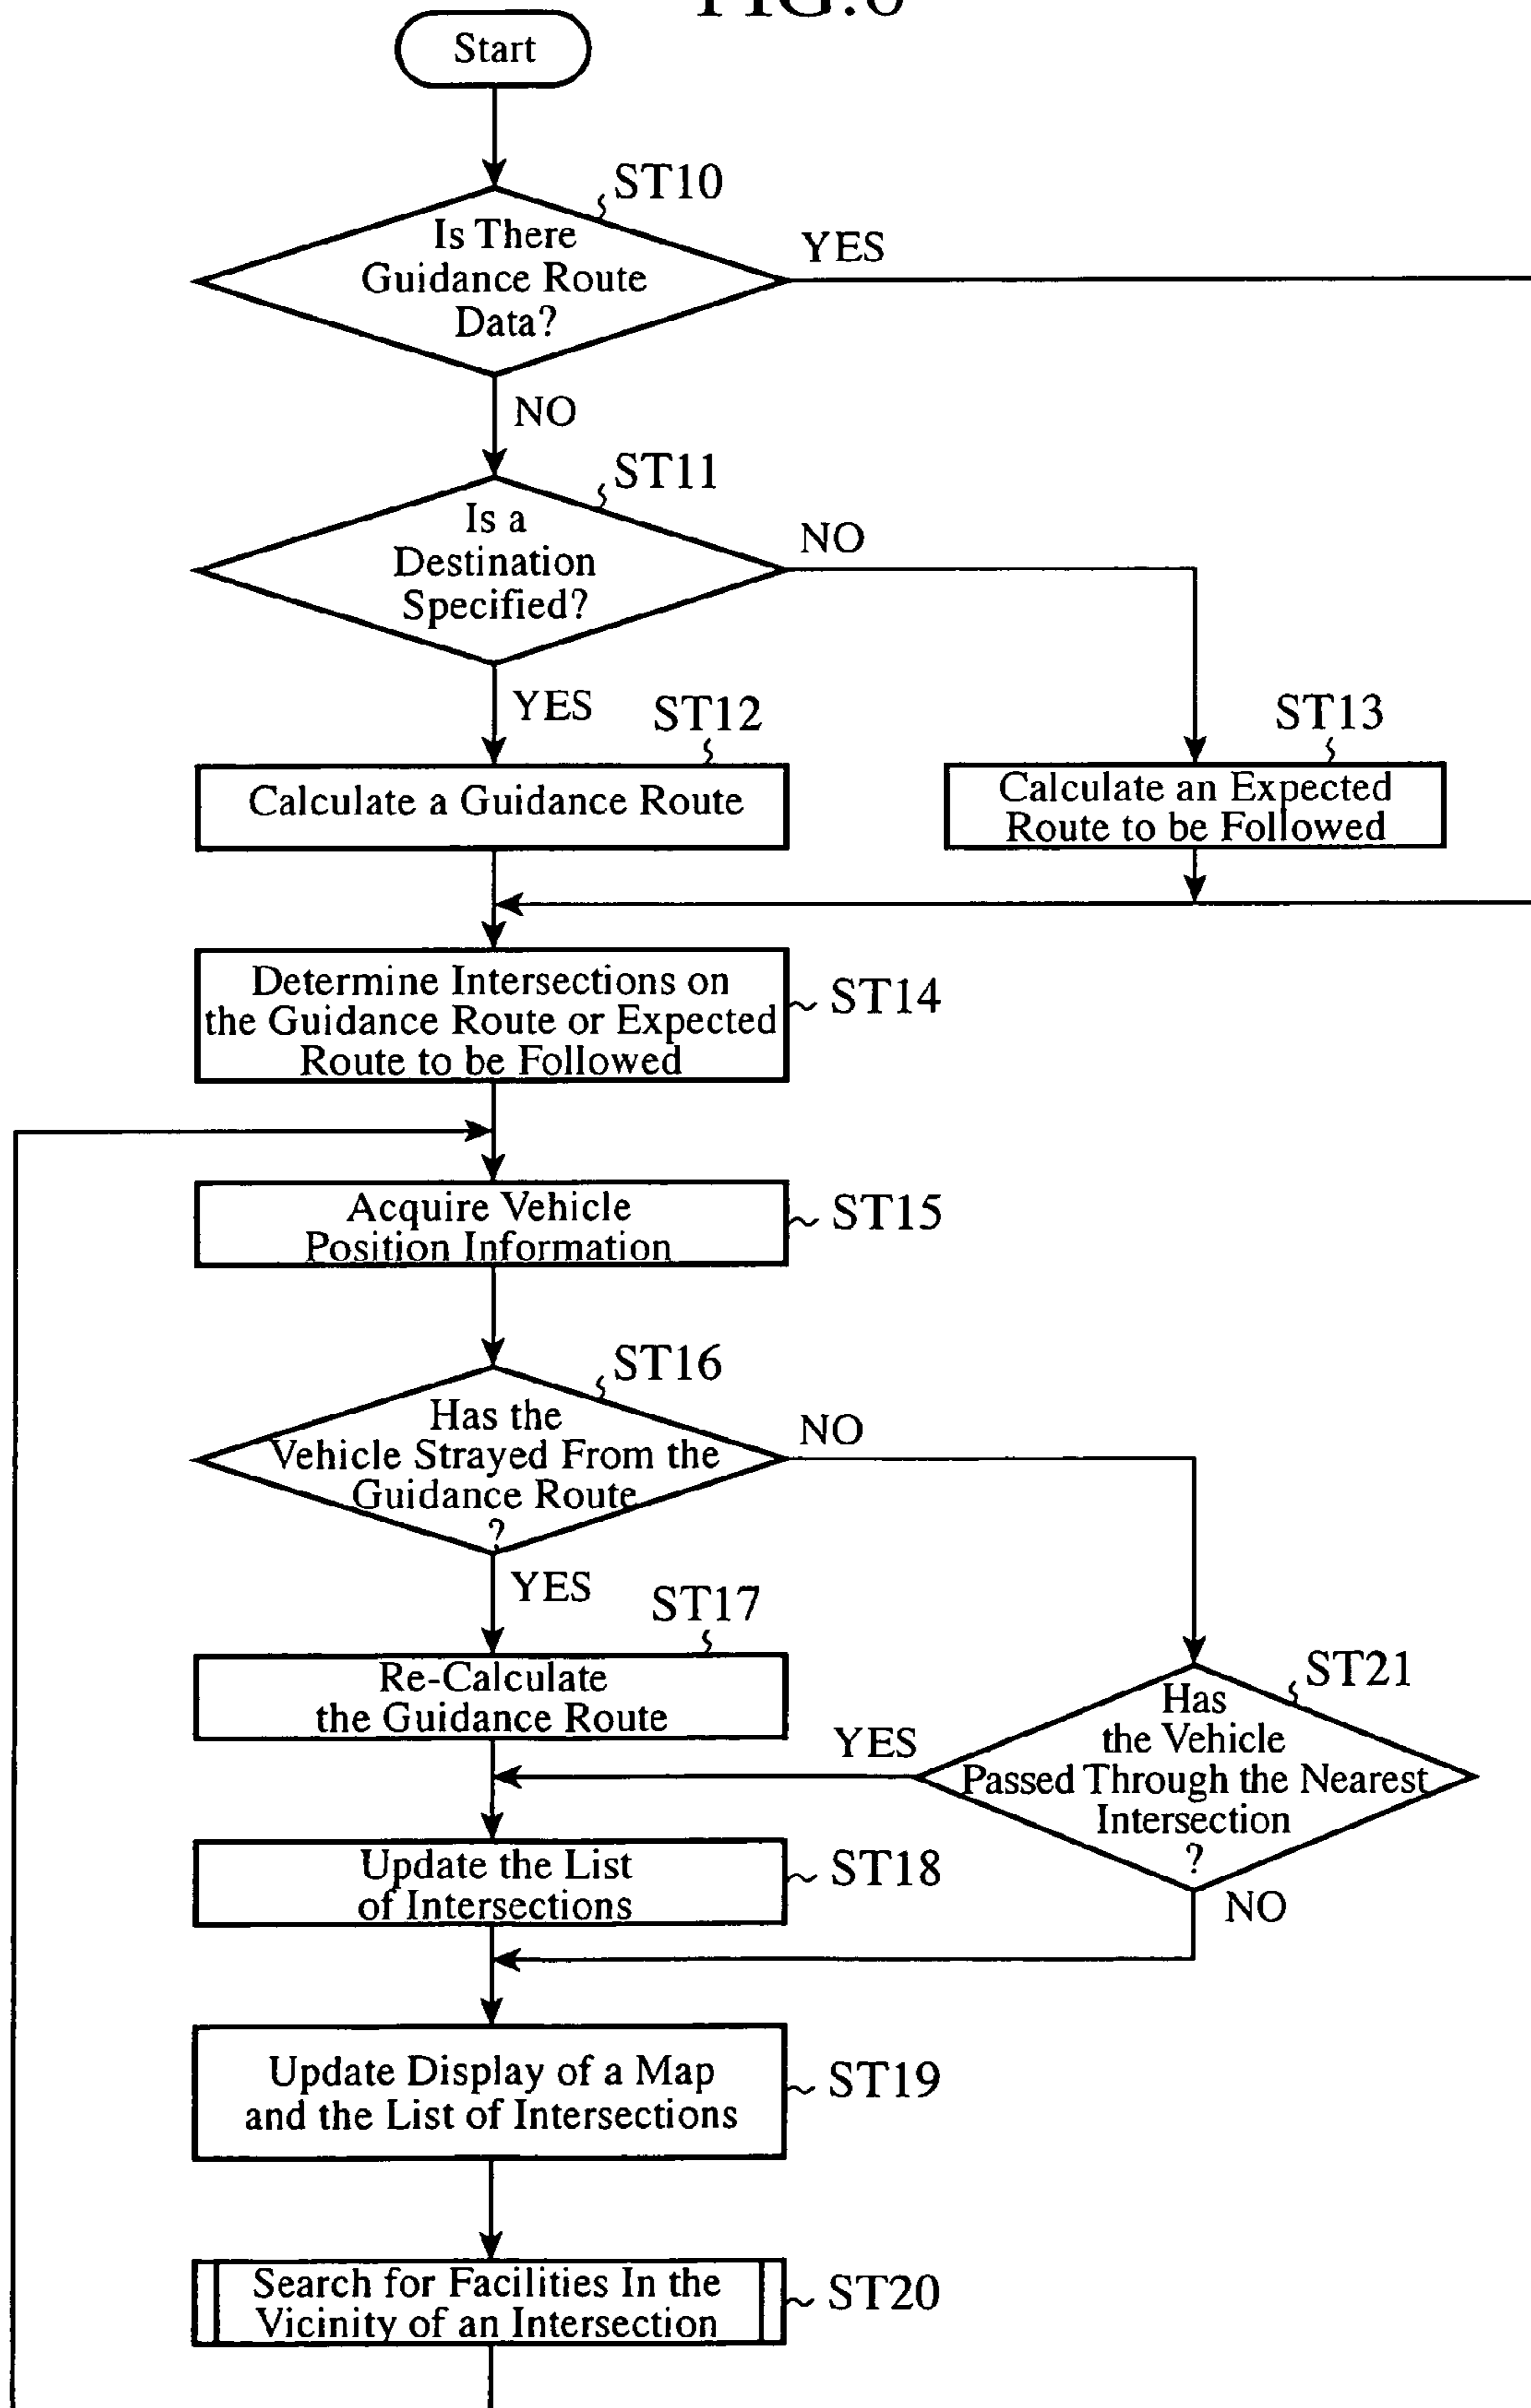 FIG.6
Start
ST10
Is There
Guidance Route
Data?
YES
NO
ST11
Is a
Destination
Specified?
NO
YES
ST12
Calculate a Guidance Route
ST13
Calculate an Expected
Route to be Followed
Determine Intersections on
the Guidance Route or Expected
Route to be Followed
ST14
Acquire Vehicle
Position Information
ST15
ST16
Has the
Vehicle Strayed From the
Guidance Route
?
NO
YES
ST17
Re-Calculate
the Guidance Route
ST21
Has
the Vehicle
Passed Through the Nearest
Intersection
?
YES
NO
Update the List
of Intersections
ST18
Update Display of a Map
and the List of Intersections
ST19
Search for Facilities In the
Vicinity of an Intersection
ST20